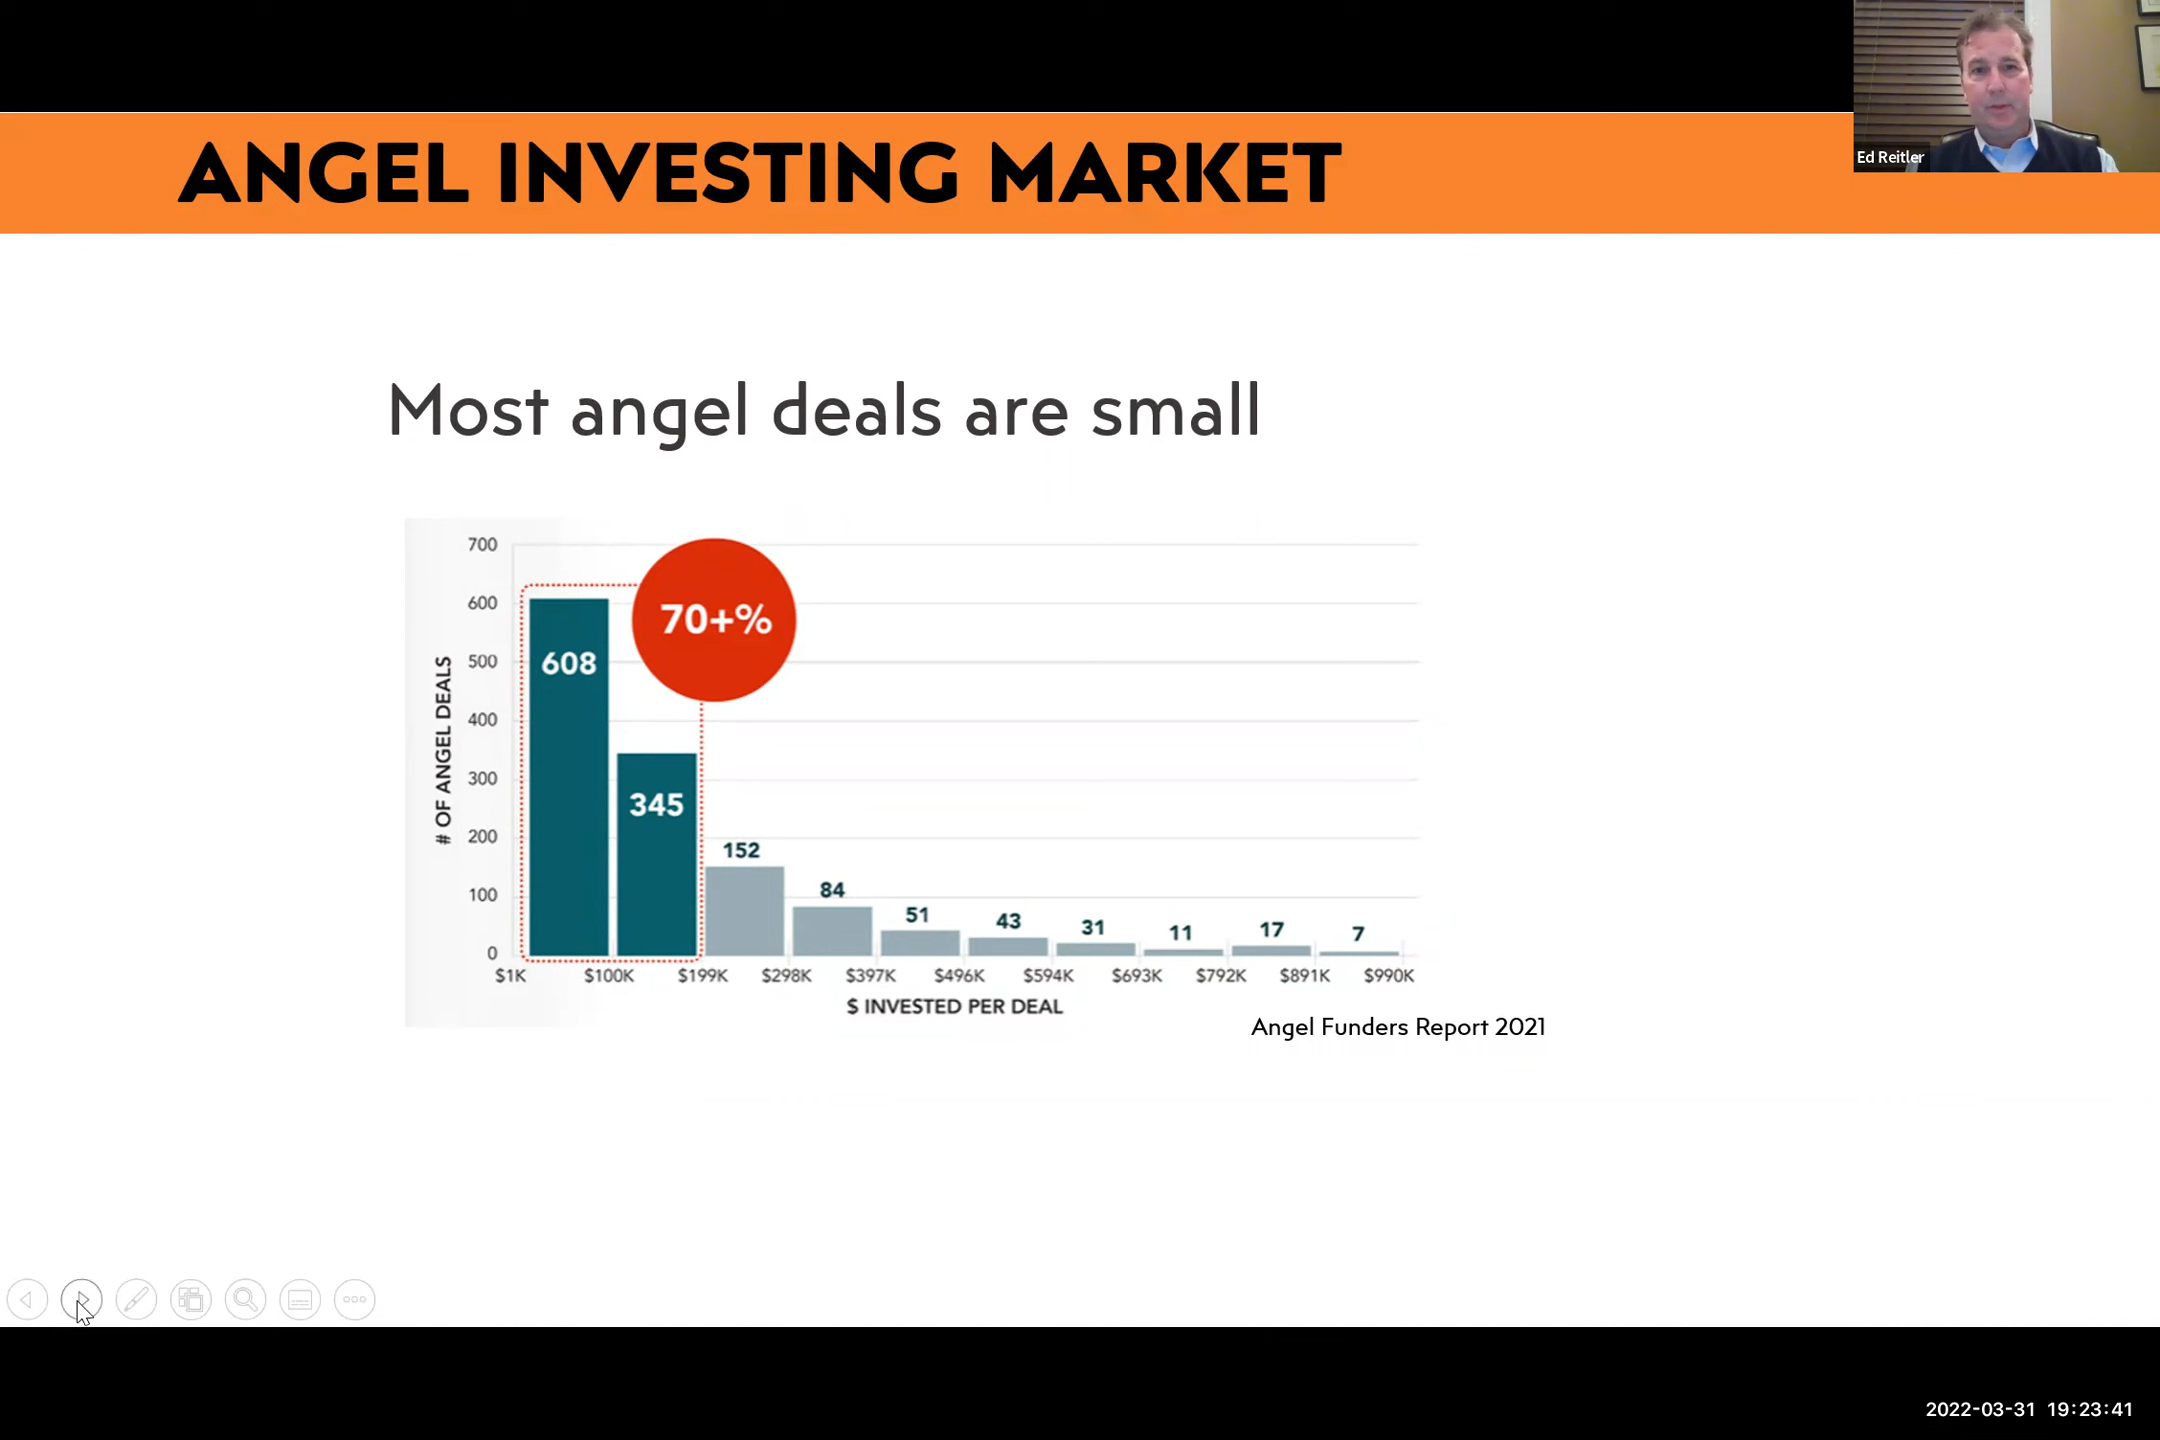 Ed Reitler
ANGEL INVESTING MARKET
Most angel deals are small
# OF ANGEL DEALS
700
600
500
400
300
200
100
0
70+%
608
345
152
84
51
43
31
11
17
7
$1K $100K $199K $298K $397K $496K $594K $693K $792K $891K $990K
$ INVESTED PER DEAL
Angel Funders Report 2021
2022-03-31 19:23:41